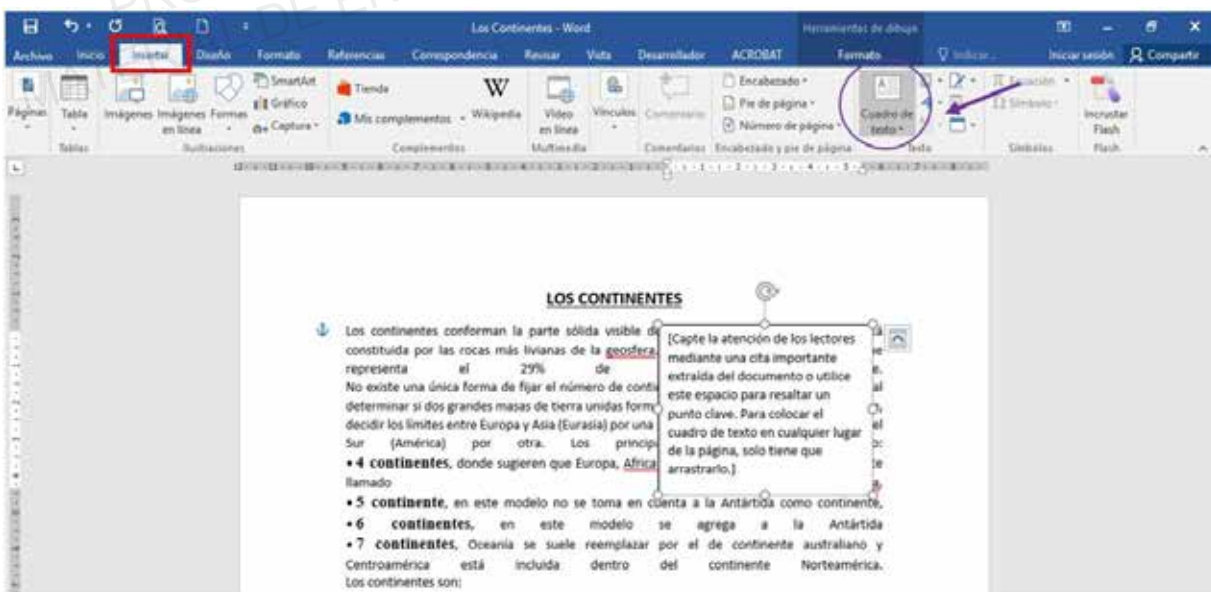 Los Continentes - Word
Herramientas de dibujo
Archivo Inicio Insertar Diseño Formato Referencias Correspondencia Revisar Vista Desarrollador ACROBAT Formato Indicar... Iniciar sesión Compartir
Páginas
Tabla
Imágenes
Imágenes en línea
Formas
SmartArt
Gráfico
Captura
Tienda
Mis complementos
W
Wikipedia
Vídeo en línea
Vínculos
Comentario
Encabezado
Pie de página
Número de página
Cuadro de texto
Ecuación
Símbolo
Incrustar Flash
Tablas Ilustraciones Complementos Multimedia Comentarios Encabezado y pie de página Texto Símbolos Flash
LOS CONTINENTES
Los continentes conforman la parte sólida visible
constituida por las rocas más livianas de la geosfera,
representa el 29% de
No existe una única forma de fijar el número de
determinar si dos grandes masas de tierra unidas
decidir los límites entre Europa y Asia (Eurasia) por una el
Sur (América) por otra. Los
• 4 continentes, donde sugieren que Europa,
llamado
• 5 continente, en este modelo no se toma en cuenta a la Antártida como continente,
• 6 continentes, en este modelo se agrega a la Antártida
• 7 continentes, Oceanía se suele reemplazar por el de continente australiano y
Centroamérica está incluida dentro del continente Norteamérica.
Los continentes son:
[Capte la atención de los lectores
mediante una cita importante
extraída del documento o utilice
este espacio para resaltar un
punto clave. Para colocar el
cuadro de texto en cualquier lugar
de la página, solo tiene que
arrastrarlo.]